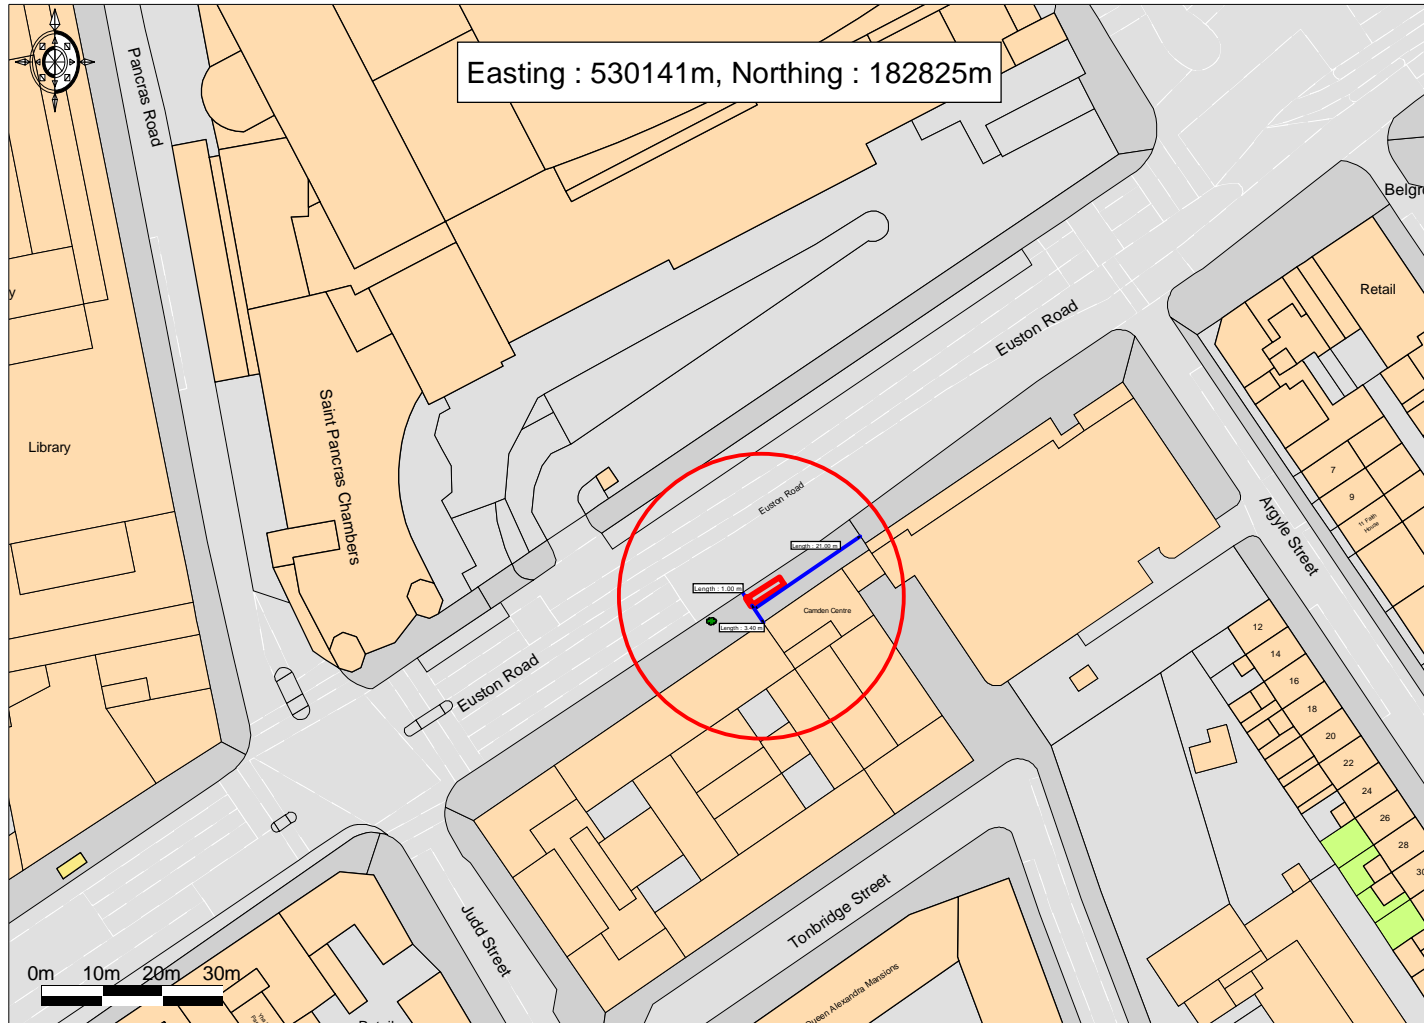 Easting : 530141m, Northing : 182825m
Pancras Road
Belgr
Retail
Euston Road
Library
Saint Pancras Chambers
7
9
Euston Road
Argyle Street
Length : 21.00 m
Length : 1.00 m
Camden Centre
Length : 3.40 m
12
14
16
18
20
22
24
26
28
30
Euston Road
Judd Street
Tonbridge Street
Queen Alexandra Mansions
0m 10m 20m 30m